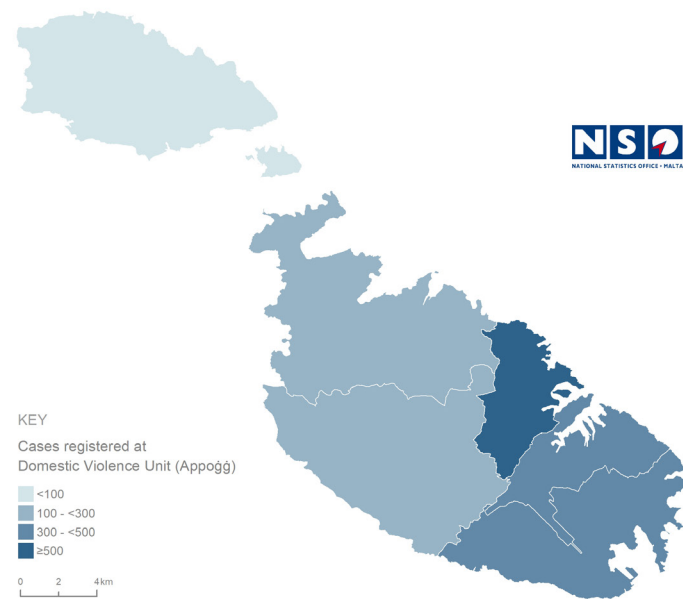 NSO
NATIONAL STATISTICS OFFICE • MALTA
KEY
Cases registered at
Domestic Violence Unit (Appoġġ)
<100
100 - <300
300 - <500
≥500
0 2 4km